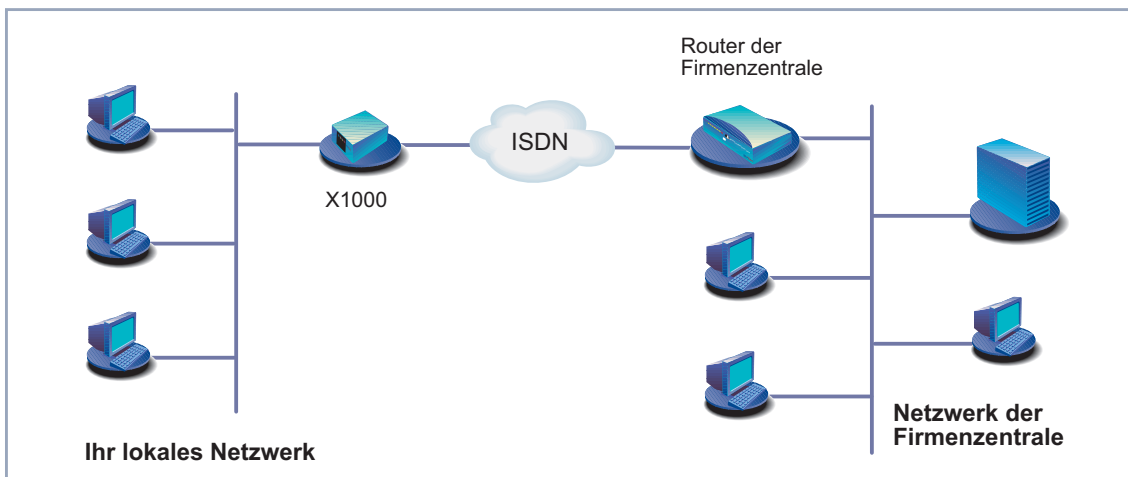 Router der
Firmenzentrale
ISDN
X1000
Netzwerk der
Firmenzentrale
Ihr lokales Netzwerk